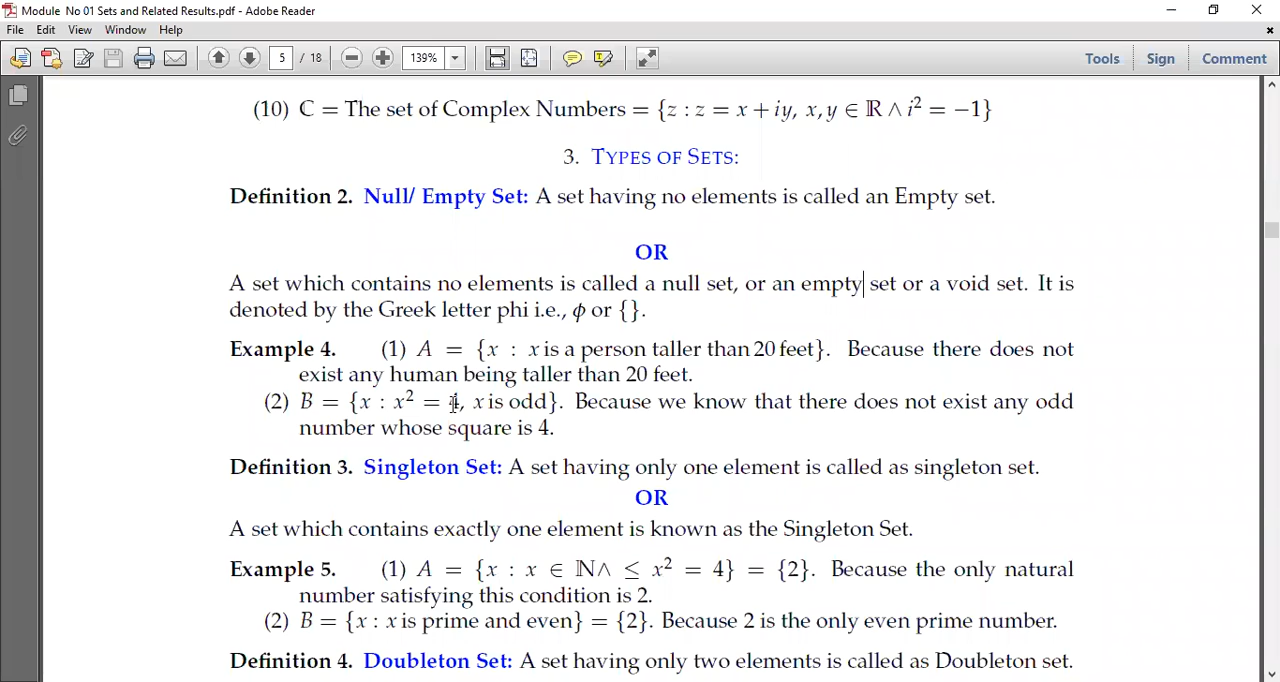 Module No 01 Sets and Related Results.pdf - Adobe Reader
File Edit View Window Help
5 / 18 139% Tools Sign Comment
(10) ℂ = The set of Complex Numbers = {z : z = x + iy, x, y ∈ ℝ ∧ i² = −1}
3. Types of Sets:
Definition 2. Null/ Empty Set: A set having no elements is called an Empty set.
OR
A set which contains no elements is called a null set, or an empty set or a void set. It is
denoted by the Greek letter phi i.e., ϕ or {}.
Example 4. (1) A = {x : x is a person taller than 20 feet}. Because there does not
exist any human being taller than 20 feet.
(2) B = {x : x² = 4, x is odd}. Because we know that there does not exist any odd
number whose square is 4.
Definition 3. Singleton Set: A set having only one element is called as singleton set.
OR
A set which contains exactly one element is known as the Singleton Set.
Example 5. (1) A = {x : x ∈ ℕ∧ ≤ x² = 4} = {2}. Because the only natural
number satisfying this condition is 2.
(2) B = {x : x is prime and even} = {2}. Because 2 is the only even prime number.
Definition 4. Doubleton Set: A set having only two elements is called as Doubleton set.